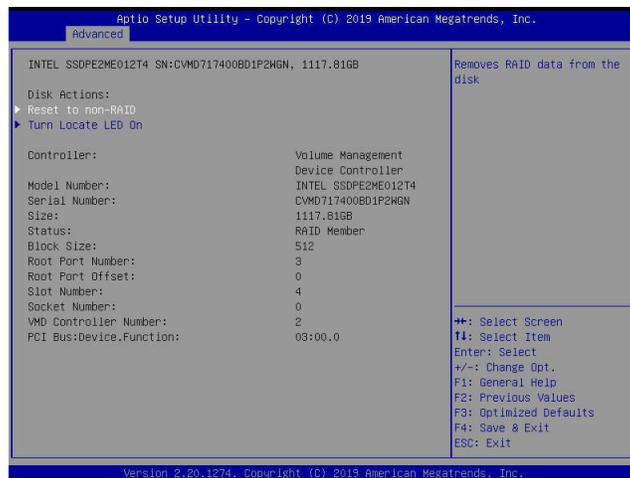 Aptio Setup Utility – Copyright (C) 2019 American Megatrends, Inc.
Advanced
INTEL SSDPE2ME012T4 SN:CVMD717400BD1P2WGN, 1117.81GB
Disk Actions:
▶ Reset to non-RAID
▶ Turn Locate LED On
Controller: Volume Management
Device Controller
Model Number: INTEL SSDPE2ME012T4
Serial Number: CVMD717400BD1P2WGN
Size: 1117.81GB
Status: RAID Member
Block Size: 512
Root Port Number: 3
Root Port Offset: 0
Slot Number: 4
Socket Number: 0
VMD Controller Number: 2
PCI Bus:Device.Function: 03:00.0
Removes RAID data from the
disk
→←: Select Screen
↑↓: Select Item
Enter: Select
+/-: Change Opt.
F1: General Help
F2: Previous Values
F3: Optimized Defaults
F4: Save & Exit
ESC: Exit
Version 2.20.1274. Copyright (C) 2019 American Megatrends, Inc.